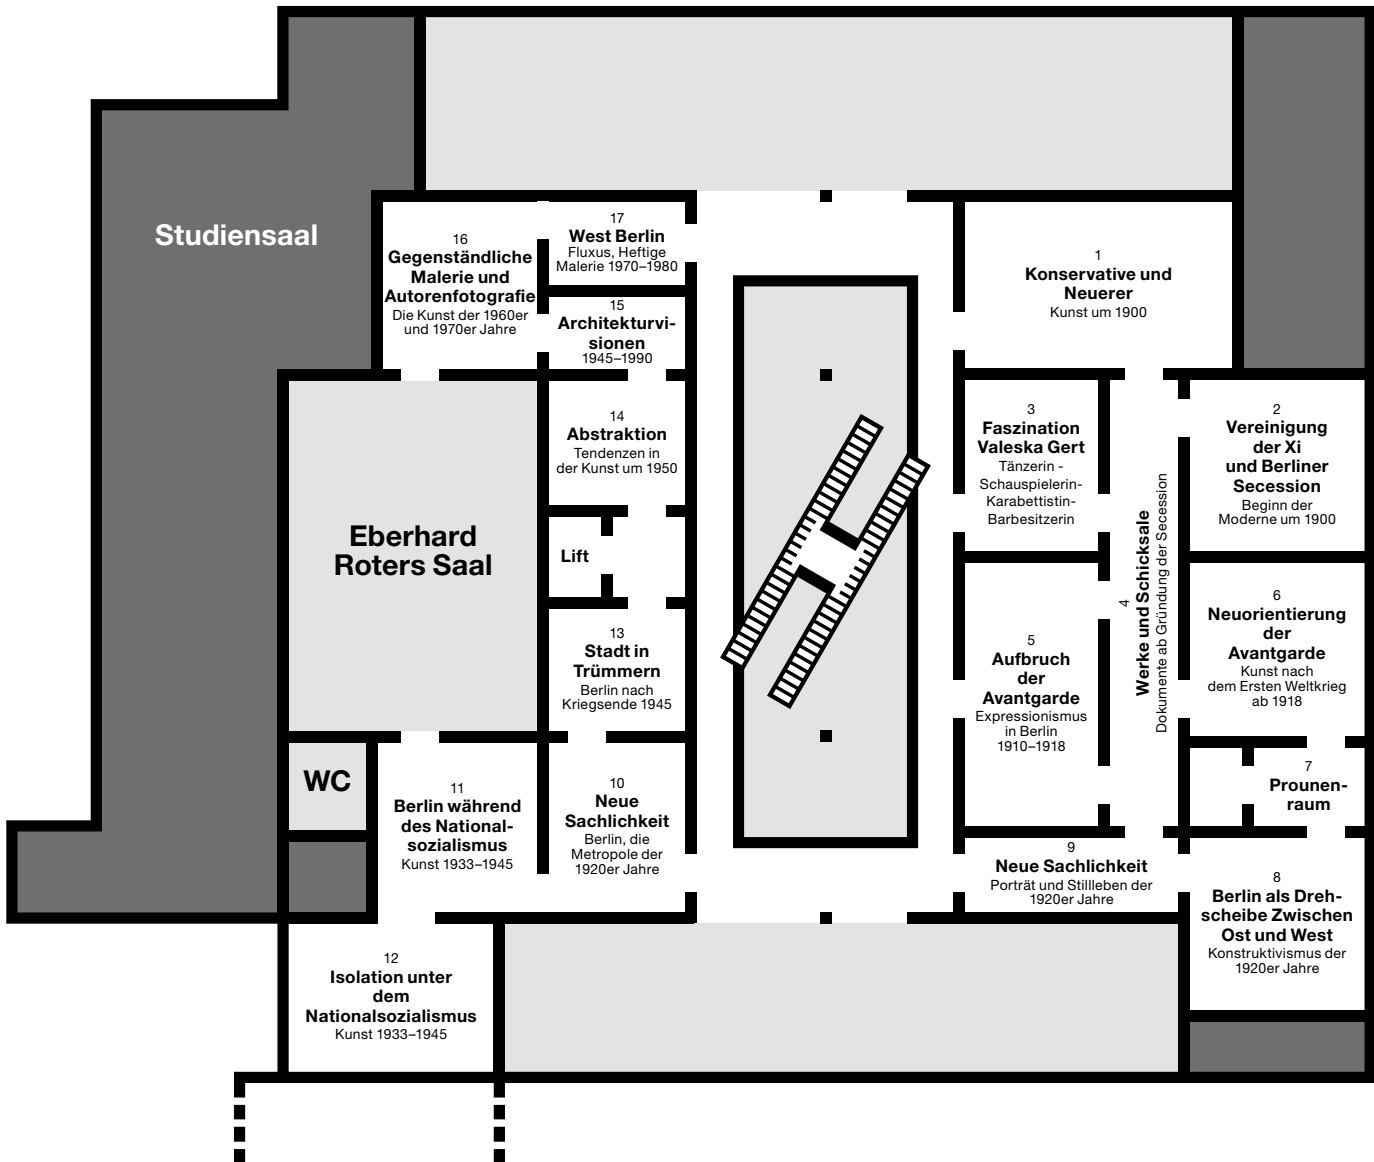 Studiensaal
16
Gegenständliche
Malerie und
Autorenfotografie
Die Kunst der 1960er
und 1970er Jahre
17
West Berlin
Fluxus, Heftige
Malerie 1970–1980
15
Architekturvi-
sionen
1945–1990
14
Abstraktion
Tendenzen in
der Kunst um 1950
Lift
Eberhard
Roters Saal
13
Stadt in
Trümmern
Berlin nach
Kriegsende 1945
WC
11
Berlin während
des National-
sozialismus
Kunst 1933–1945
10
Neue
Sachlichkeit
Berlin, die
Metropole der
1920er Jahre
12
Isolation unter
dem
Nationalsozialismus
Kunst 1933–1945
1
Konservative und
Neuerer
Kunst um 1900
3
Faszination
Valeska Gert
Tänzerin -
Schauspielerin-
Karabettistin-
Barbesitzerin
2
Vereinigung
der Xi
und Berliner
Secession
Beginn der
Moderne um 1900
4
Werke und Schicksale
Dokumente ab Gründung der Secession
5
Aufbruch
der
Avantgarde
Expressionismus
in Berlin
1910–1918
6
Neuorientierung
der
Avantgarde
Kunst nach
dem Ersten Weltkrieg
ab 1918
7
Prounen-
raum
9
Neue Sachlichkeit
Porträt und Stillleben der
1920er Jahre
8
Berlin als Dreh-
scheibe Zwischen
Ost und West
Konstruktivismus der
1920er Jahre